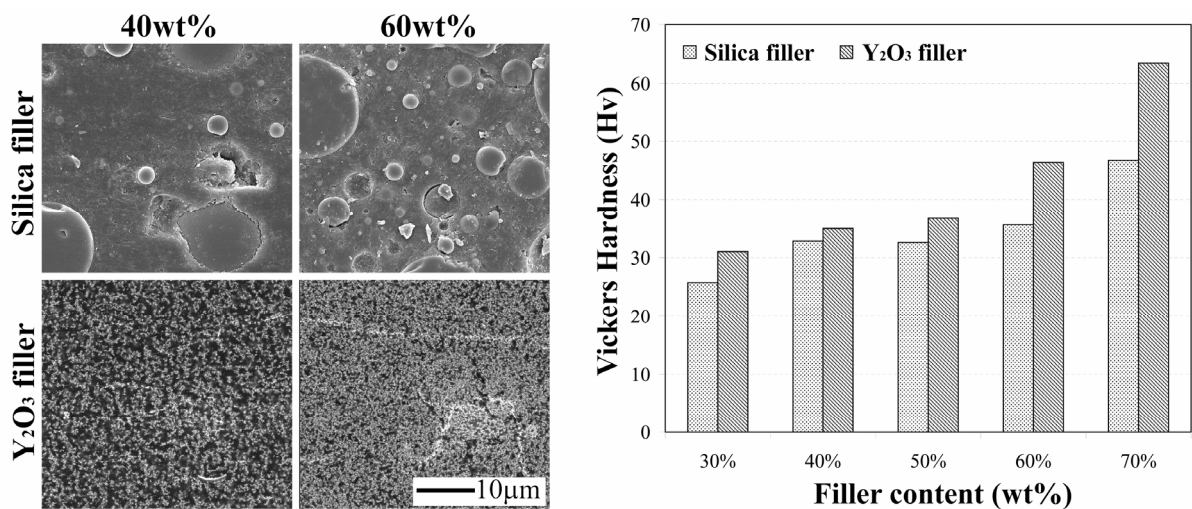 40wt% 60wt%
Silica filler
Y₂O₃ filler
10μm
Vickers Hardness (Hv)
70
60
50
40
30
20
10
0
Silica filler Y₂O₃ filler
30% 40% 50% 60% 70%
Filler content (wt%)